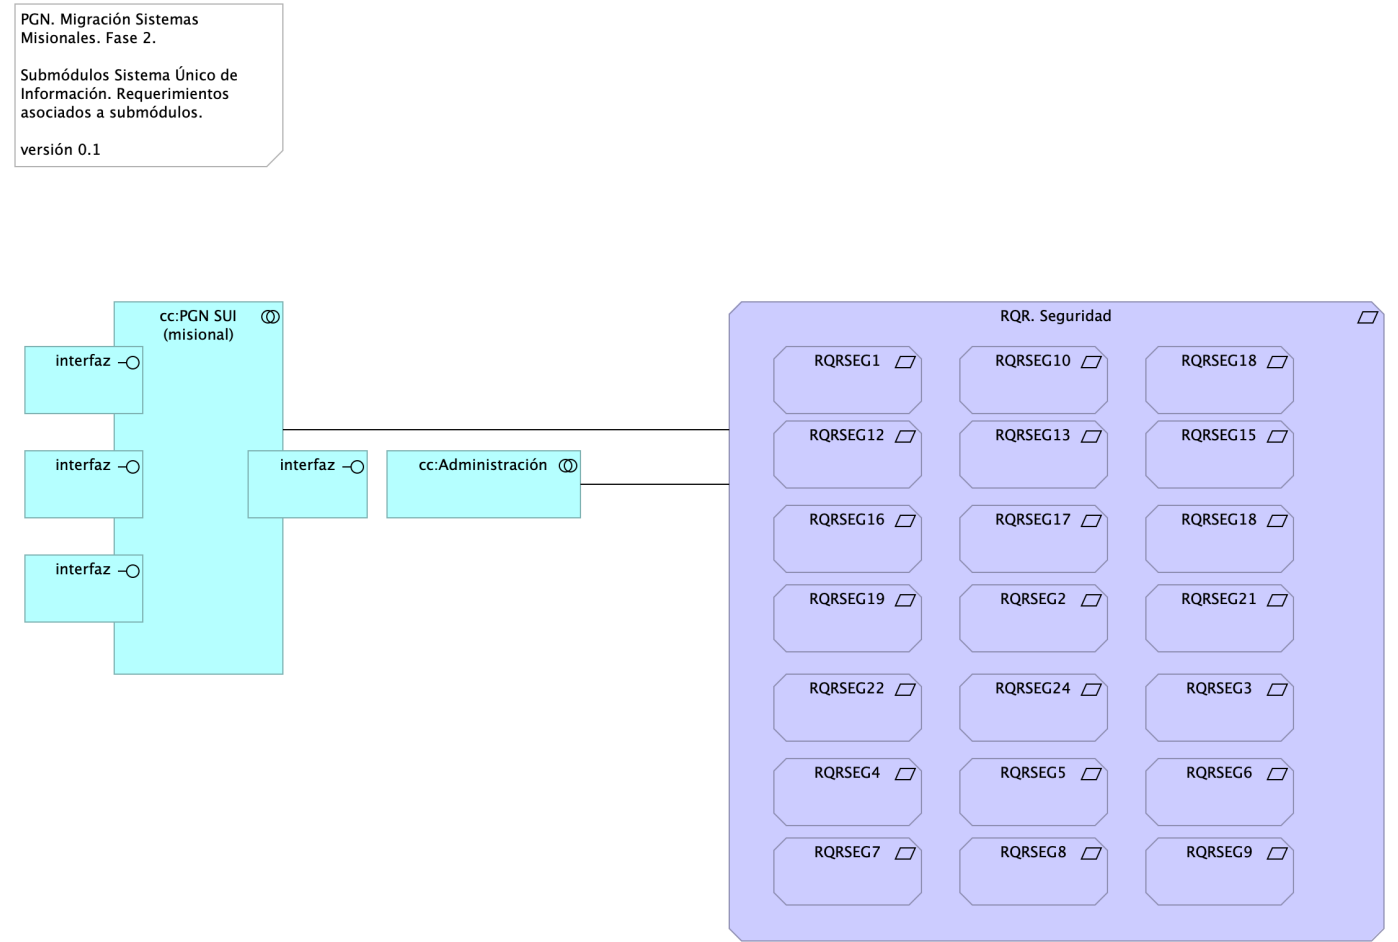 PGN. Migración Sistemas
Misionales. Fase 2.
Submódulos Sistema Único de
Información. Requerimientos
asociados a submódulos.
versión 0.1
cc:PGN SUI
(misional)
interfaz
interfaz
interfaz
interfaz
cc:Administración
RQR. Seguridad
RQRSEG1
RQRSEG10
RQRSEG18
RQRSEG12
RQRSEG13
RQRSEG15
RQRSEG16
RQRSEG17
RQRSEG18
RQRSEG19
RQRSEG2
RQRSEG21
RQRSEG22
RQRSEG24
RQRSEG3
RQRSEG4
RQRSEG5
RQRSEG6
RQRSEG7
RQRSEG8
RQRSEG9